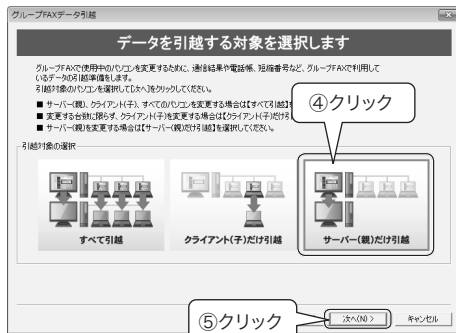 グループFAXデータ引越
データを引越する対象を選択します
グループFAXで使用中のパソコンを変更するために、通信結果や電話帳、短縮番号など、グループFAXで利用して
いるデータの引越準備をします。
引越対象のパソコンを選択して【次へ】をクリックしてください。
■ サーバー(親)、クライアント(子)、すべてのパソコンを変更する場合は【すべて引越】を
■ 変更する台数に限らず、クライアント(子)を変更する場合は【クライアント(子)だけ引
■ サーバー(親)を変更する場合は【サーバー(親)だけ引越】を選択してください。
④クリック
引越対象の選択
すべて引越
クライアント(子)だけ引越
サーバー(親)だけ引越
⑤クリック
次へ(N) >
キャンセル